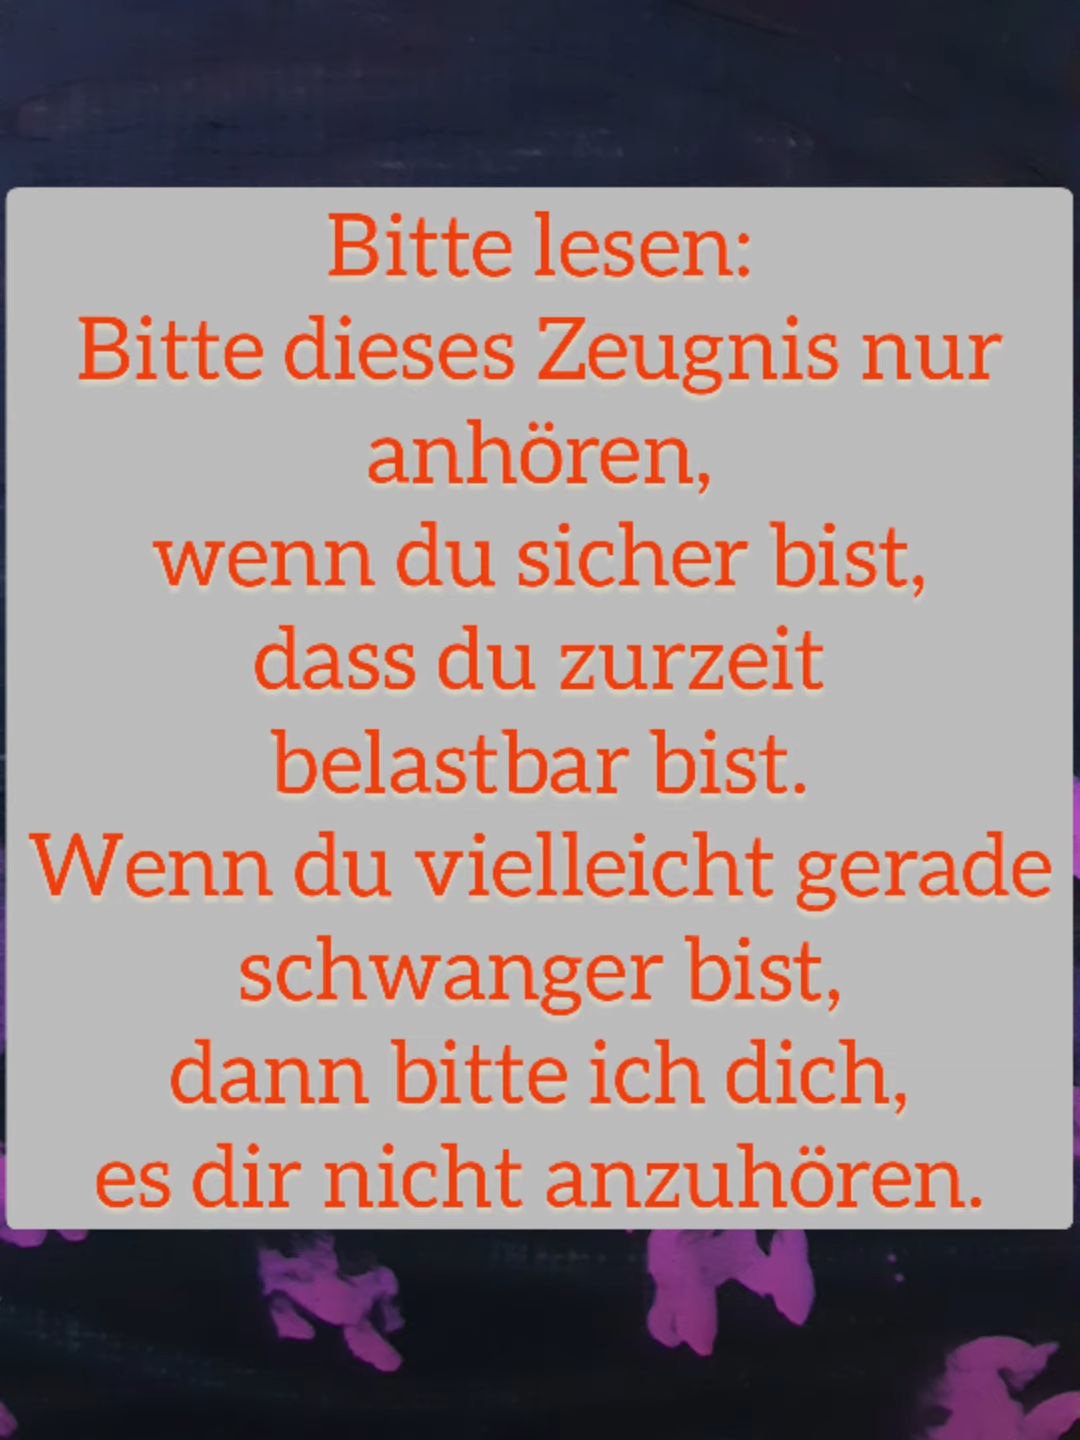 Bitte lesen:
Bitte dieses Zeugnis nur
anhören,
wenn du sicher bist,
dass du zurzeit
belastbar bist.
Wenn du vielleicht gerade
schwanger bist,
dann bitte ich dich,
es dir nicht anzuhören.